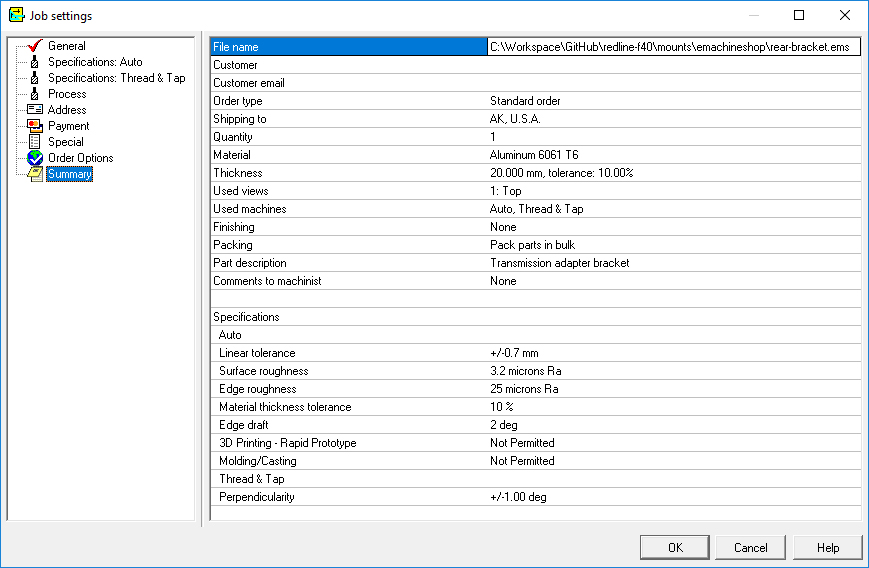 Job settings
General
Specifications: Auto
Specifications: Thread & Tap
Process
Address
Payment
Special
Order Options
Summary
File name C:\Workspace\GitHub\redline-f40\mounts\emachineshop\rear-bracket.ems
Customer
Customer email
Order type Standard order
Shipping to AK, U.S.A.
Quantity 1
Material Aluminum 6061 T6
Thickness 20.000 mm, tolerance: 10.00%
Used views 1: Top
Used machines Auto, Thread & Tap
Finishing None
Packing Pack parts in bulk
Part description Transmission adapter bracket
Comments to machinist None
Specifications
Auto
Linear tolerance +/-0.7 mm
Surface roughness 3.2 microns Ra
Edge roughness 25 microns Ra
Material thickness tolerance 10 %
Edge draft 2 deg
3D Printing - Rapid Prototype Not Permitted
Molding/Casting Not Permitted
Thread & Tap
Perpendicularity +/-1.00 deg
OK Cancel Help